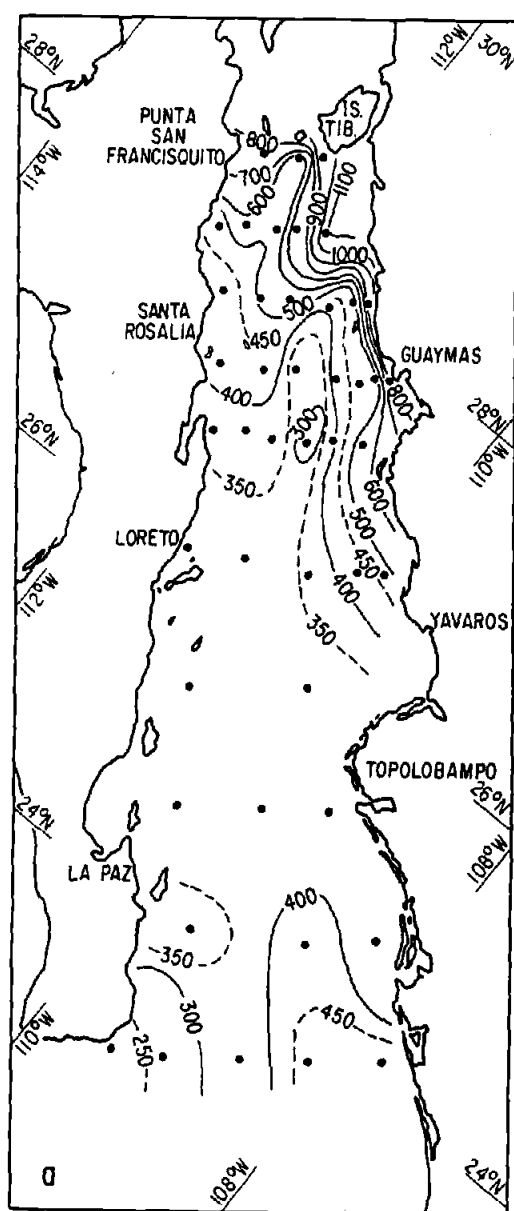 28°N
112°W
30°N
PUNTA
SAN
FRANCISQUITO
IS.
TIB.
800
700
600
900
1100
1000
114°W
SANTA
ROSALIA
500
450
400
GUAYMAS
800
26°N
300
28°N
110°W
350
600
500
450
400
350
LORETO
112°W
YAVAROS
TOPOLOBAMPO
24°N
26°N
108°W
LA PAZ
400
350
300
450
250
110°W
a
108°W
24°N